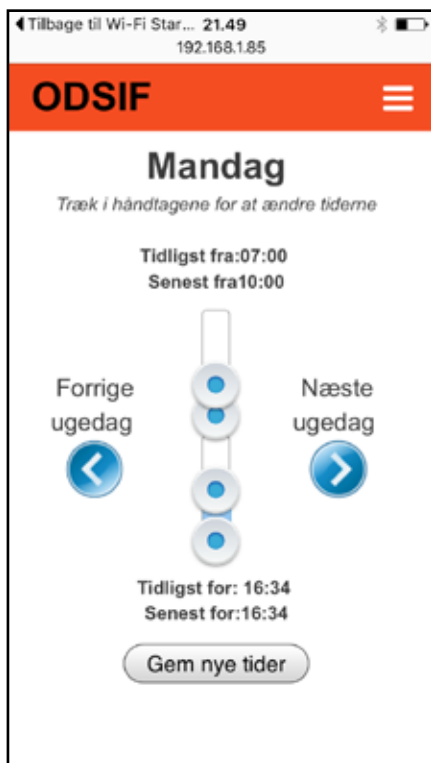 Tilbage til Wi-Fi Star... 21.49
192.168.1.85
ODSIF
Mandag
Træk i håndtagene for at ændre tiderne
Tidligst fra:07:00
Senest fra10:00
Forrige
ugedag
Næste
ugedag
Tidligst for: 16:34
Senest for:16:34
Gem nye tider